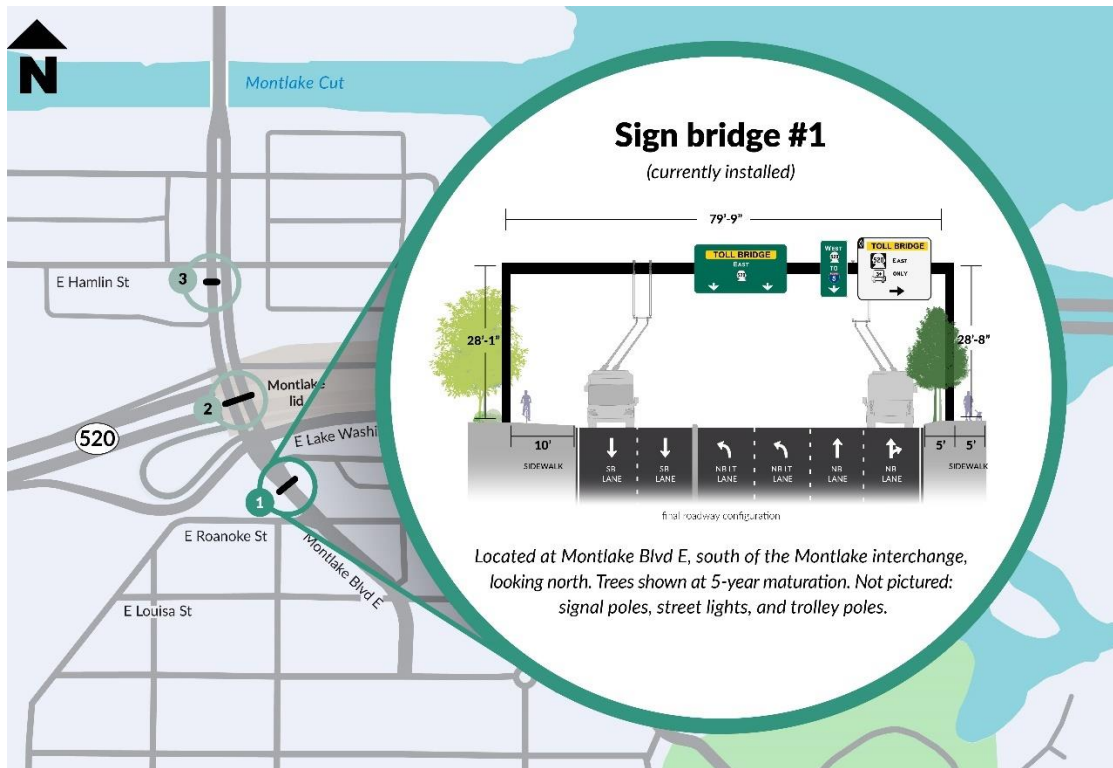 N
Montlake Cut
Sign bridge #1
(currently installed)
79'-9"
TOLL BRIDGE
EAST
520
WEST
520
TO
5
TOLL BRIDGE
520 EAST
3+ ONLY
28'-1"
28'-8"
10'
SIDEWALK
SB
LANE
SB
LANE
NB LT
LANE
NB LT
LANE
NB
LANE
NB
LANE
5'
5'
SIDEWALK
final roadway configuration
Located at Montlake Blvd E, south of the Montlake interchange,
looking north. Trees shown at 5-year maturation. Not pictured:
signal poles, street lights, and trolley poles.
3
E Hamlin St
2
Montlake
lid
520
E Lake Washi
1
E Roanoke St
Montlake Blvd E
E Louisa St